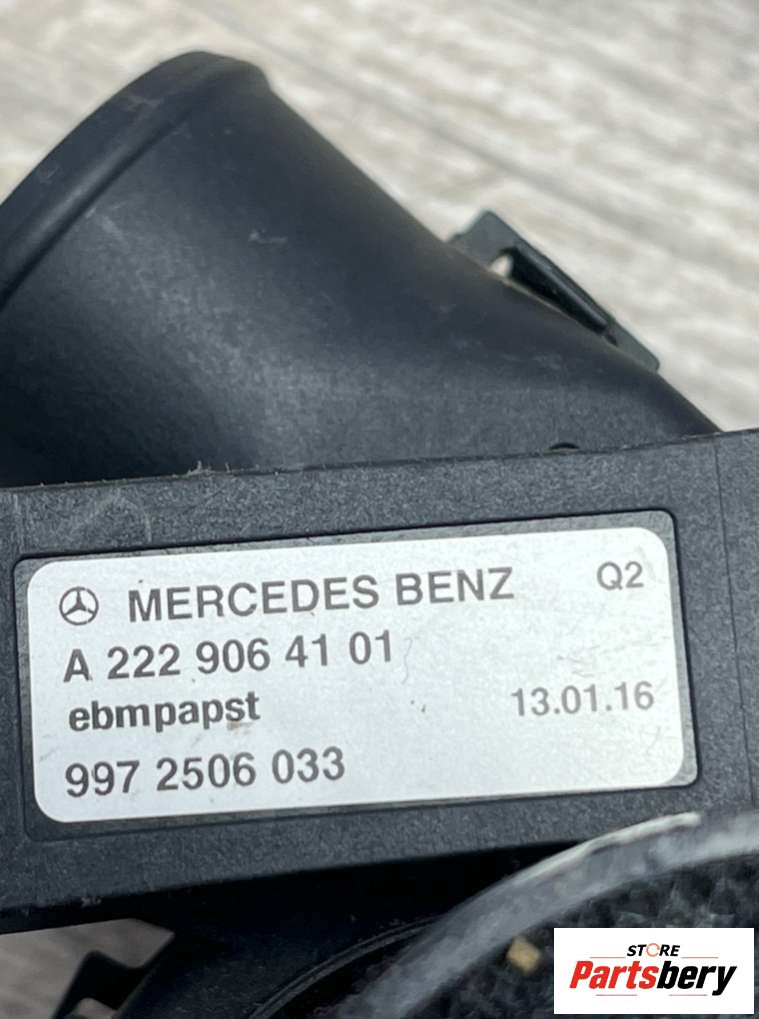 MERCEDES BENZ Q2
A 222 906 41 01
ebmpapst 13.01.16
997 2506 033
STORE
Partsbery